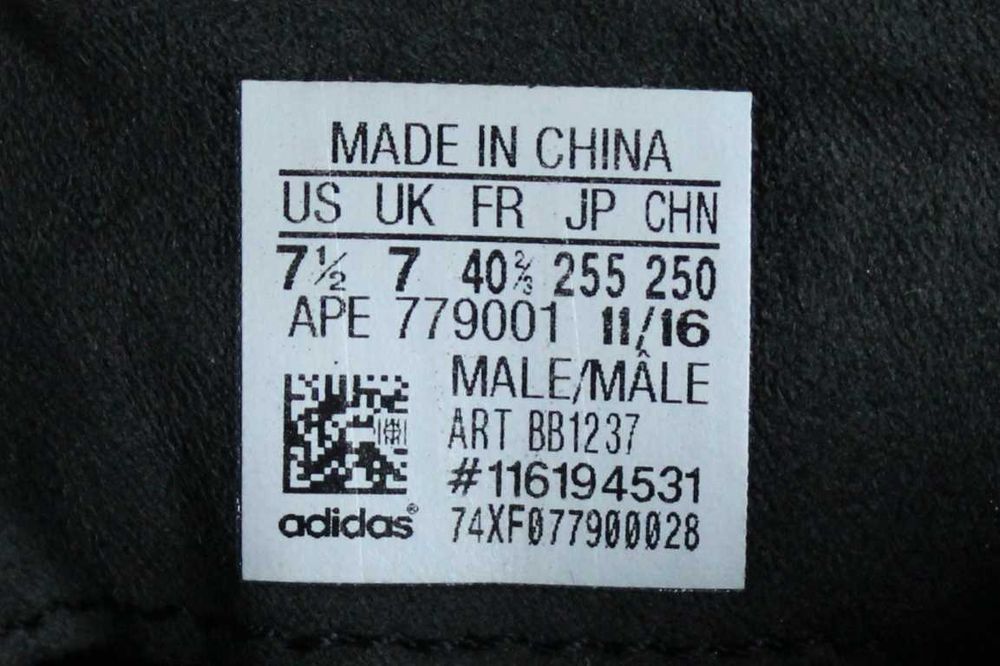 MADE IN CHINA
US UK FR JP CHN
7½ 7 40⅔ 255 250
APE 779001 11/16
MALE/MÂLE
ART BB1237
#116194531
adidas® 74XF077900028